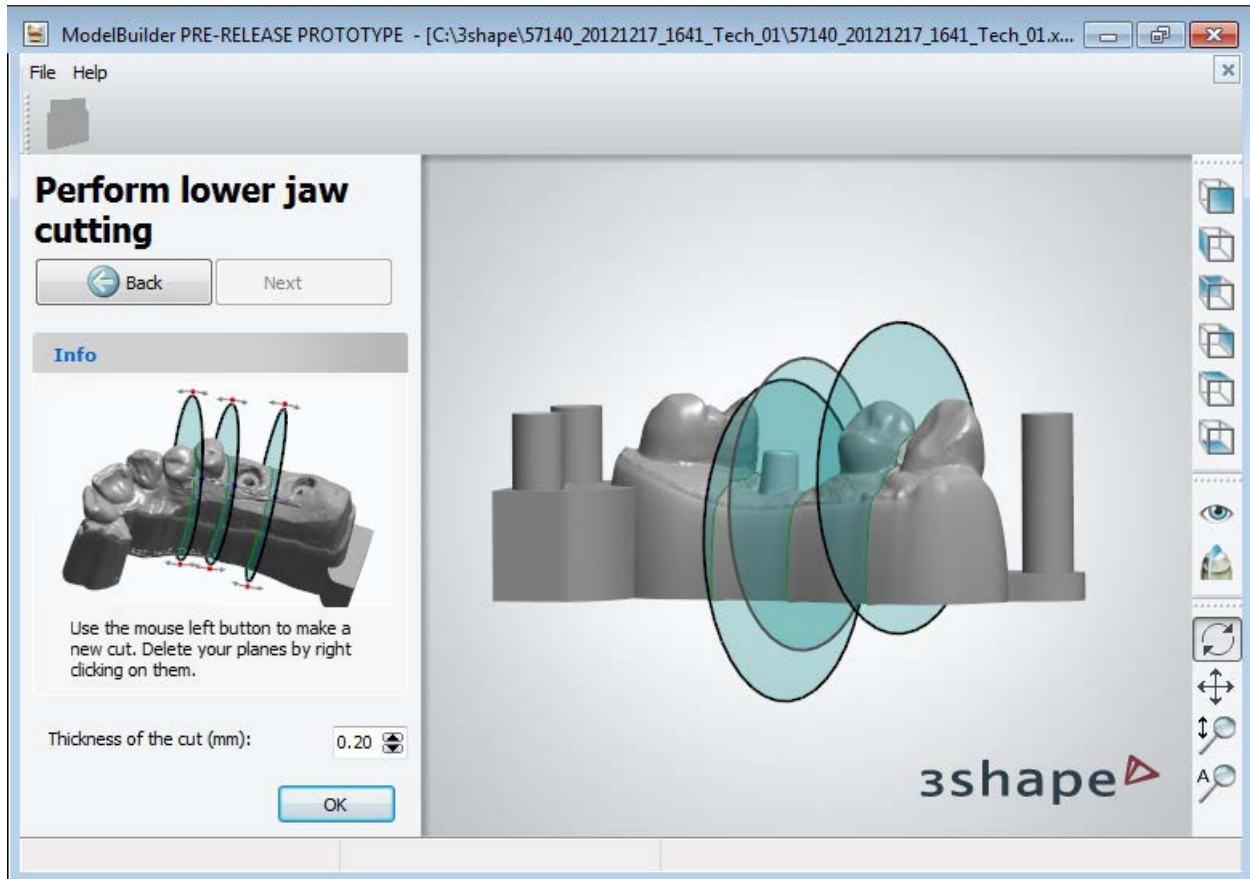 ModelBuilder PRE-RELEASE PROTOTYPE - [C:\3shape\57140_20121217_1641_Tech_01\57140_20121217_1641_Tech_01.x...
File Help
Perform lower jaw
cutting
Back Next
Info
Use the mouse left button to make a
new cut. Delete your planes by right
clicking on them.
Thickness of the cut (mm): 0.20
OK
3shape
A